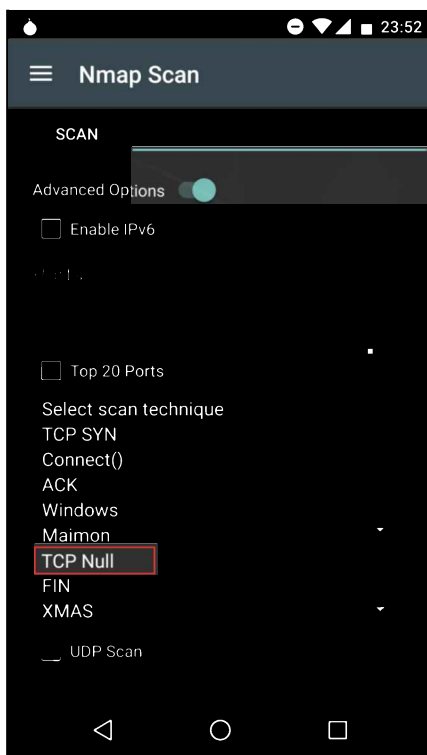 23:52
Nmap Scan
SCAN
Advanced Options
Enable IPv6
Top 20 Ports
Select scan technique
TCP SYN
Connect()
ACK
Windows
Maimon
TCP Null
FIN
XMAS
UDP Scan